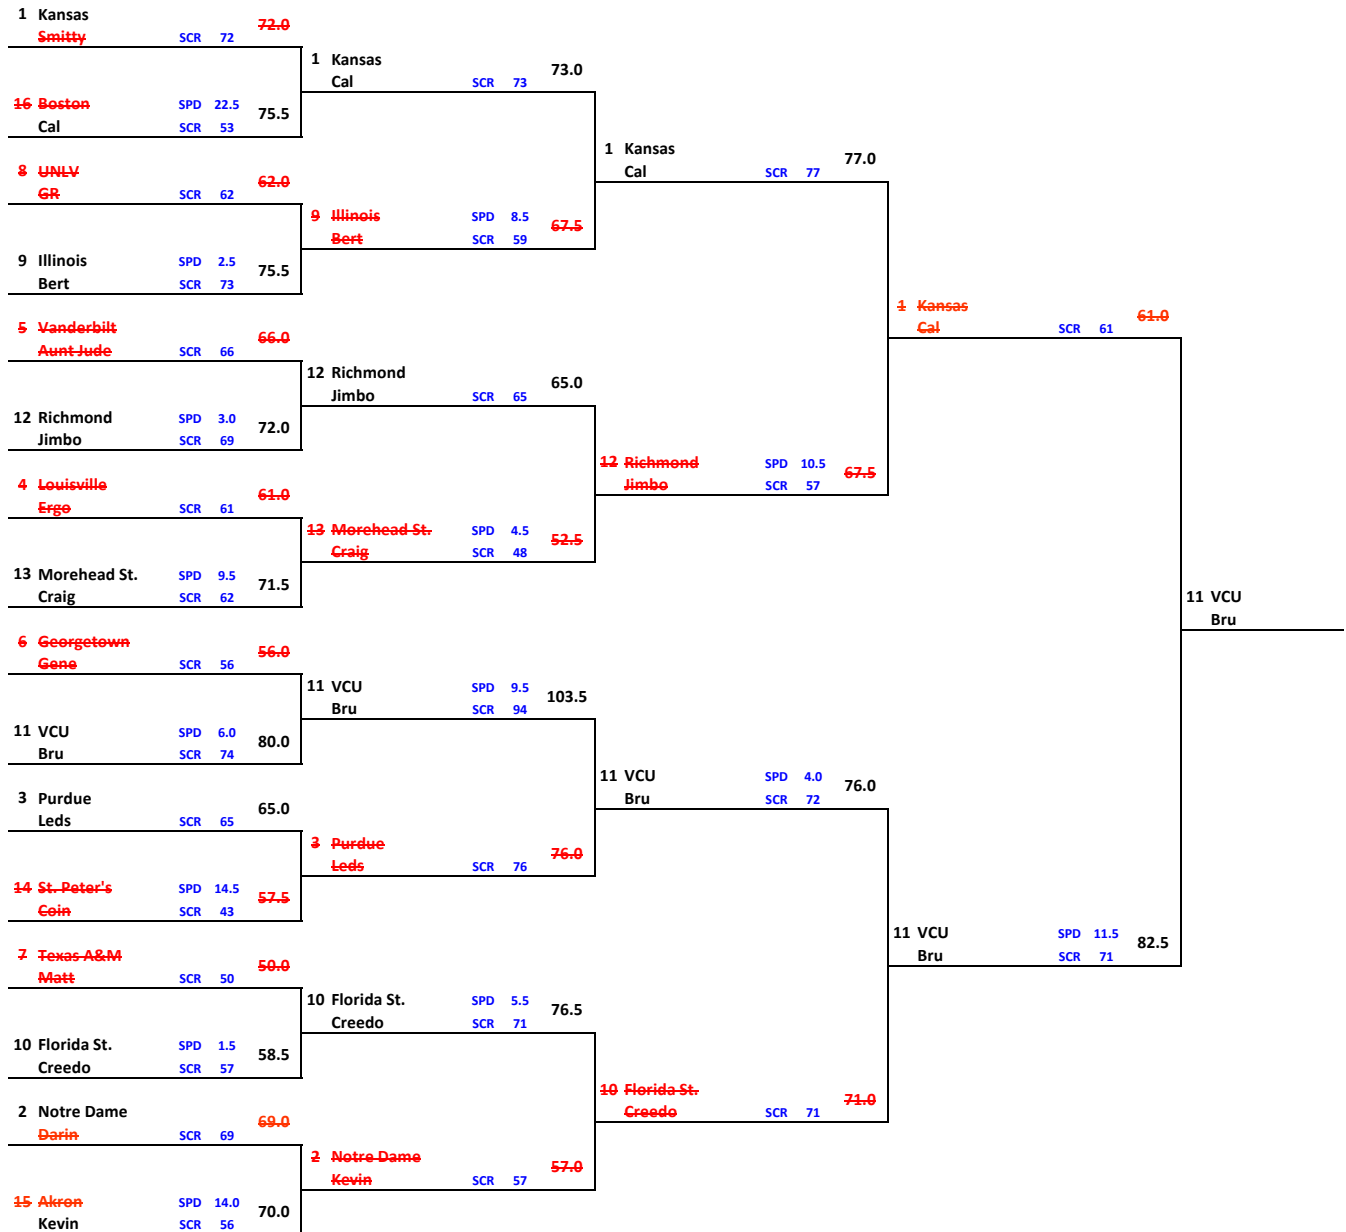 1 Kansas 72.0
Smitty SCR 72
16 Boston SPD 22.5 75.5
Cal SCR 53
8 UNLV 62.0
GR SCR 62
9 Illinois SPD 2.5 75.5
Bert SCR 73
5 Vanderbilt 66.0
Aunt Jude SCR 66
12 Richmond SPD 3.0 72.0
Jimbo SCR 69
4 Louisville 61.0
Ergo SCR 61
13 Morehead St. SPD 9.5 71.5
Craig SCR 62
6 Georgetown 56.0
Gene SCR 56
11 VCU SPD 6.0 80.0
Bru SCR 74
3 Purdue 65.0
Leds SCR 65
14 St. Peter's SPD 14.5 57.5
Coin SCR 43
7 Texas A&M 50.0
Matt SCR 50
10 Florida St. SPD 1.5 58.5
Creedo SCR 57
2 Notre Dame 69.0
Darin SCR 69
15 Akron SPD 14.0 70.0
Kevin SCR 56
1 Kansas 73.0
Cal SCR 73
9 Illinois SPD 8.5 67.5
Bert SCR 59
12 Richmond 65.0
Jimbo SCR 65
13 Morehead St. SPD 4.5 52.5
Craig SCR 48
11 VCU SPD 9.5 103.5
Bru SCR 94
3 Purdue 76.0
Leds SCR 76
10 Florida St. SPD 5.5 76.5
Creedo SCR 71
2 Notre Dame 57.0
Kevin SCR 57
1 Kansas 77.0
Cal SCR 77
12 Richmond SPD 10.5 67.5
Jimbo SCR 57
11 VCU SPD 4.0 76.0
Bru SCR 72
10 Florida St. 71.0
Creedo SCR 71
1 Kansas 61.0
Cal SCR 61
11 VCU SPD 11.5 82.5
Bru SCR 71
11 VCU
Bru